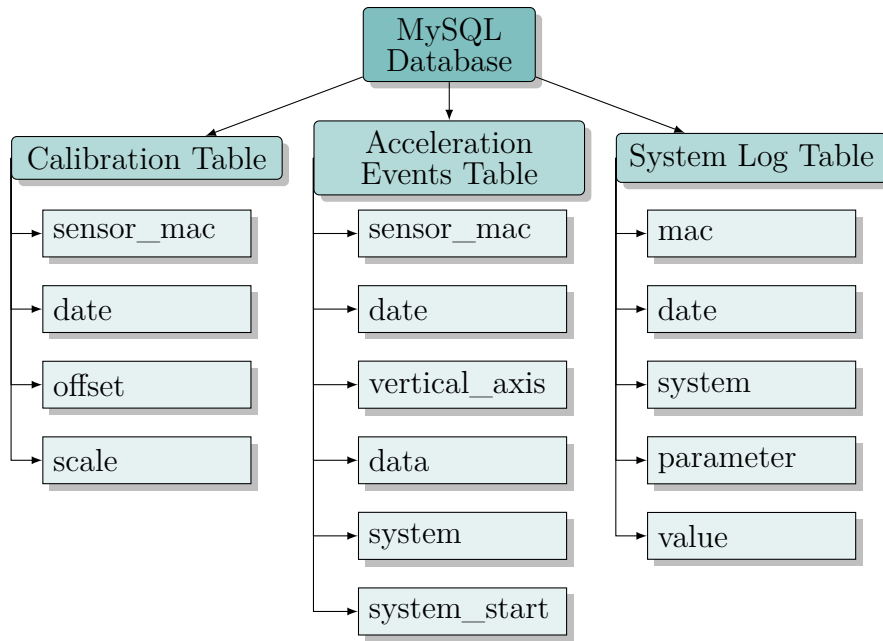 MySQL
Database
Calibration Table
sensor_mac
date
offset
scale
Acceleration
Events Table
sensor_mac
date
vertical_axis
data
system
system_start
System Log Table
mac
date
system
parameter
value